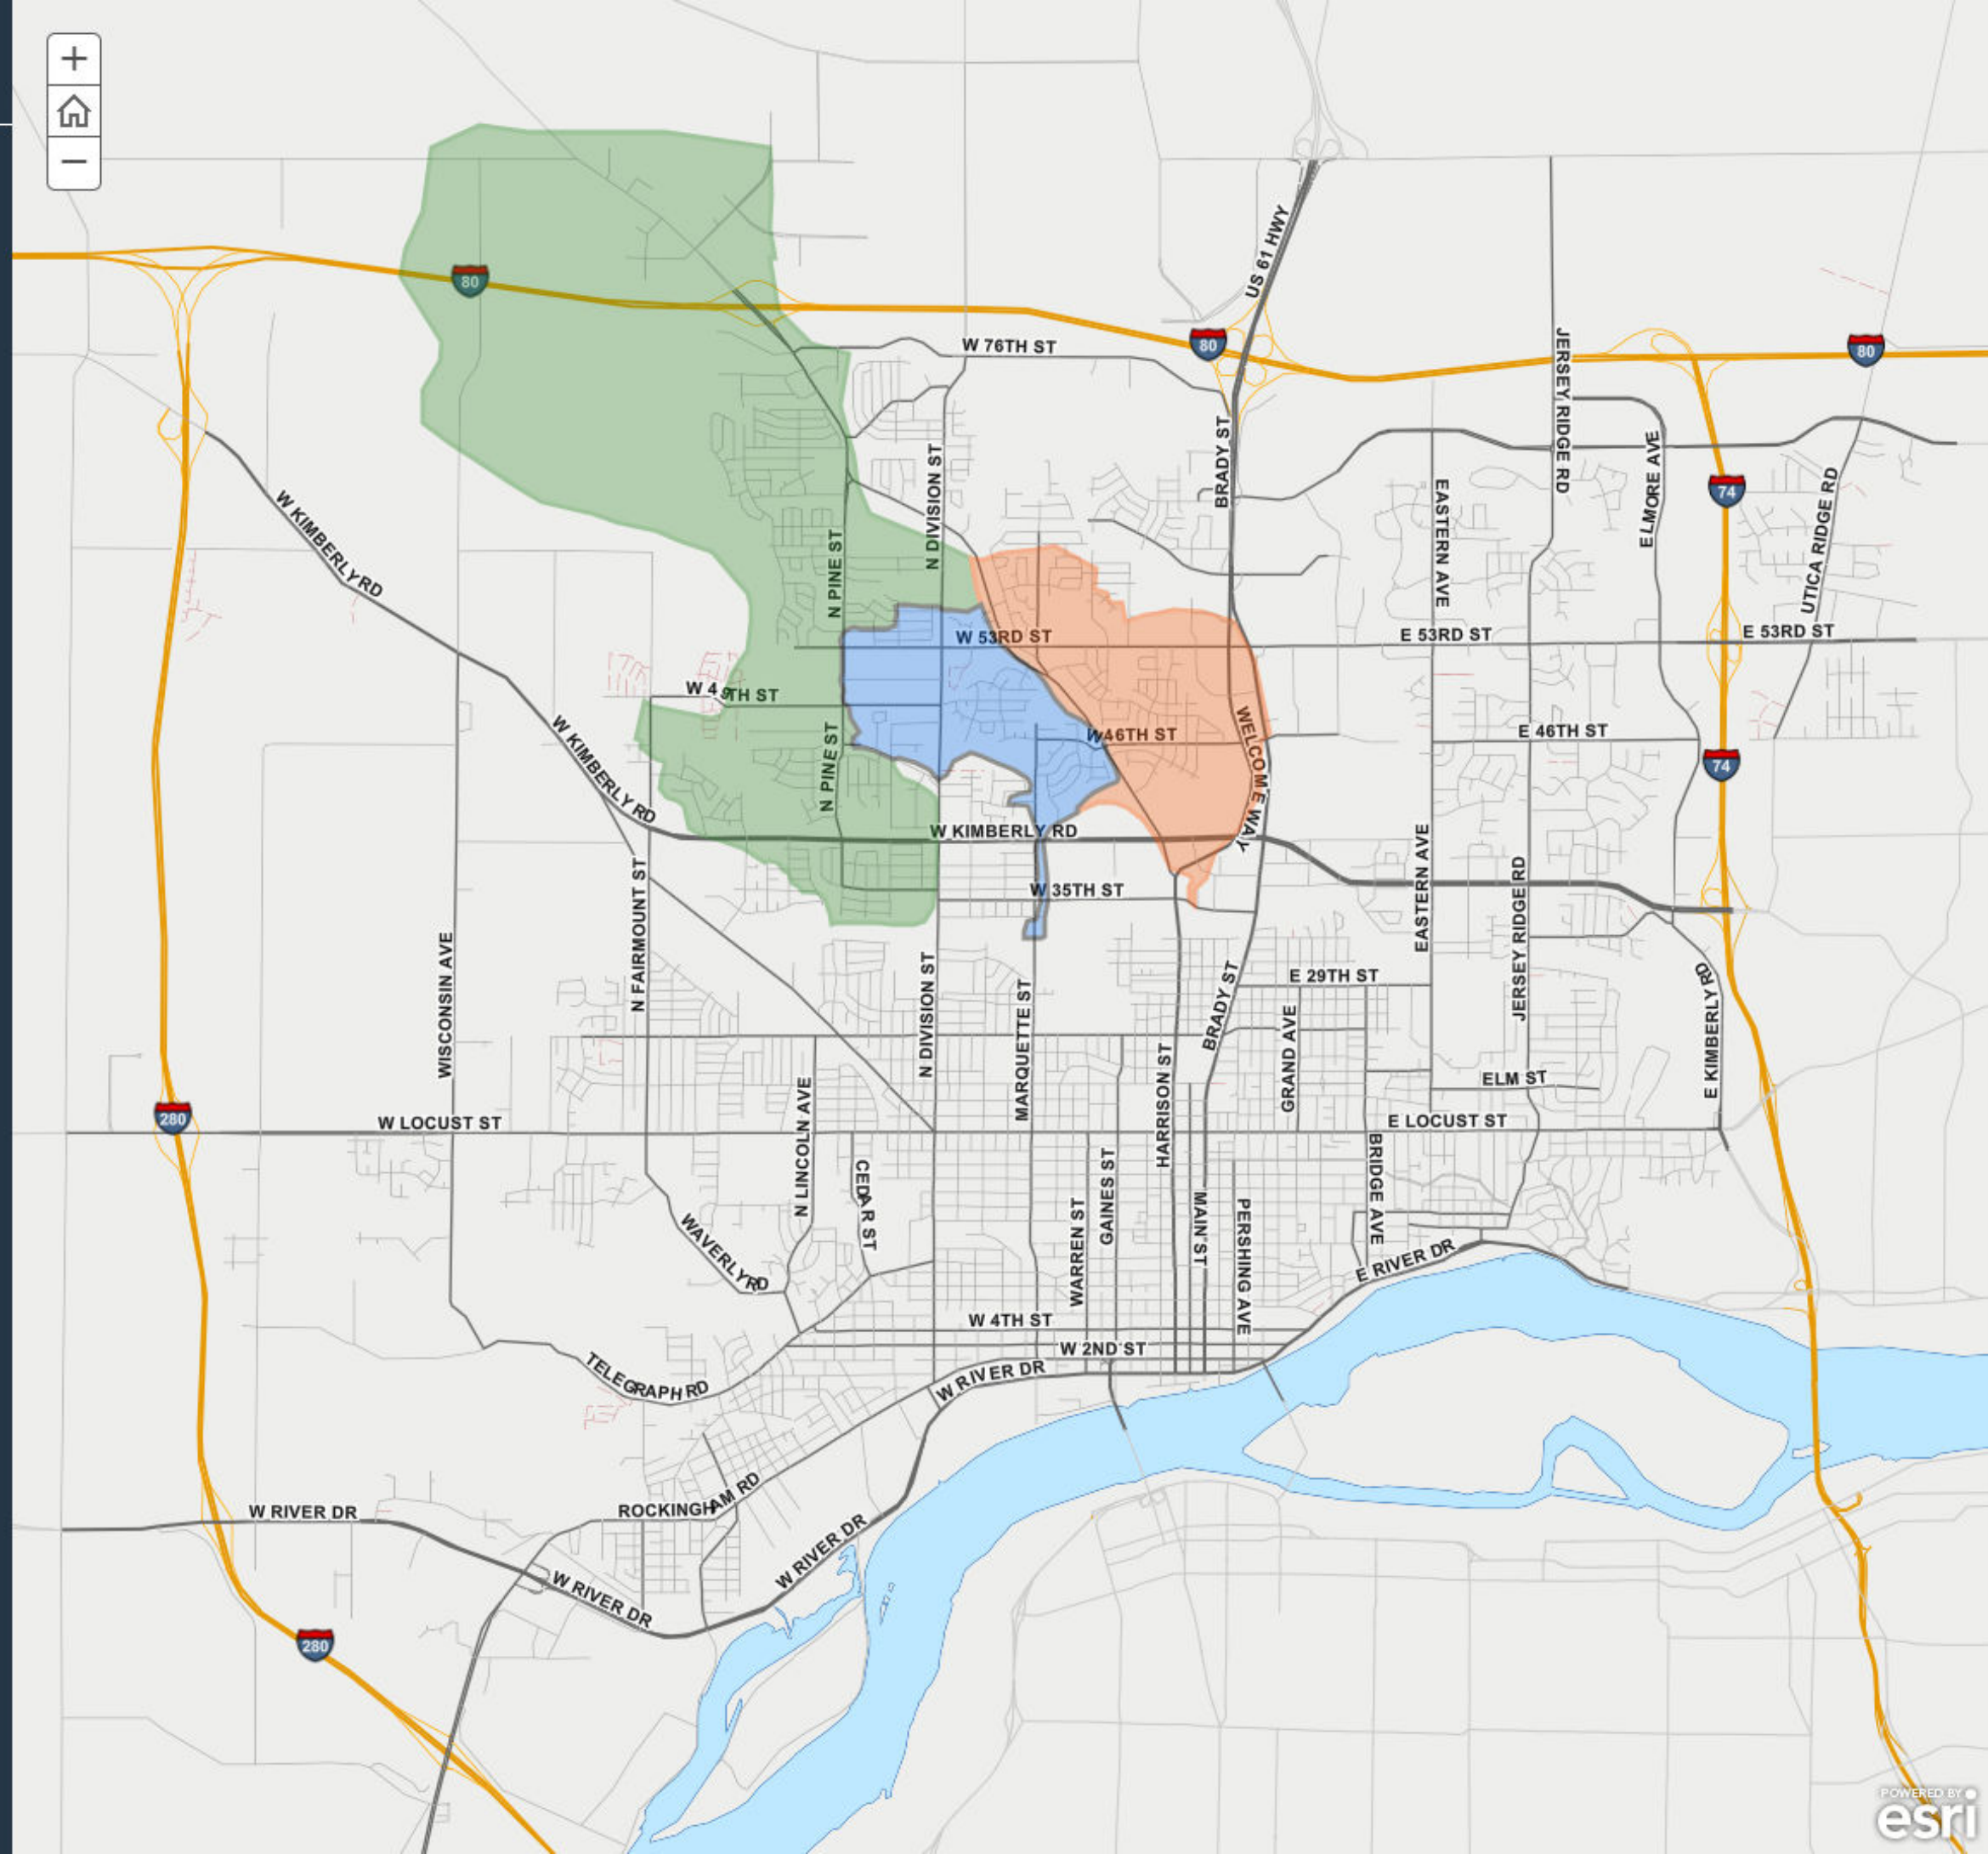 +
−
US 61 HWY
80
80
80
W 76TH ST
JERSEY RIDGE RD
BRADY ST
E ELMORE AVE
N DIVISION ST
EASTERN AVE
74
UTICA RIDGE RD
W KIMBERLY RD
N PINE ST
W 53RD ST
E 53RD ST
E 53RD ST
W 49TH ST
W 46TH ST
E 46TH ST
WELCOME WAY
W KIMBERLY RD
N PINE ST
74
W KIMBERLY RD
W 35TH ST
N FAIRMOUNT ST
EASTERN AVE
JERSEY RIDGE RD
WISCONSIN AVE
N DIVISION ST
MARQUETTE ST
BRADY ST
E 29TH ST
GRAND AVE
E KIMBERLY RD
HARRISON ST
ELM ST
280
W LOCUST ST
N LINCOLN AVE
E LOCUST ST
CEDAR ST
GAINES ST
BRIDGE AVE
WARREN ST
MAIN ST
PERSHING AVE
WAVERLY RD
E RIVER DR
W 4TH ST
W 2ND ST
TELEGRAPH RD
W RIVER DR
W RIVER DR
ROCKINGHAM RD
W RIVER DR
W RIVER DR
280
POWERED BY
esri